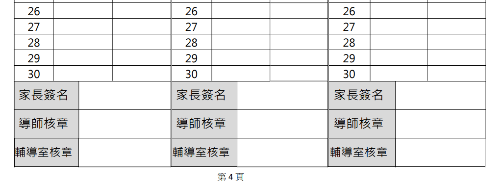 26 26 26
27 27 27
28 28 28
29 29 29
30 30 30
家長簽名 家長簽名 家長簽名
導師核章 導師核章 導師核章
輔導室核章 輔導室核章 輔導室核章
第 4 頁